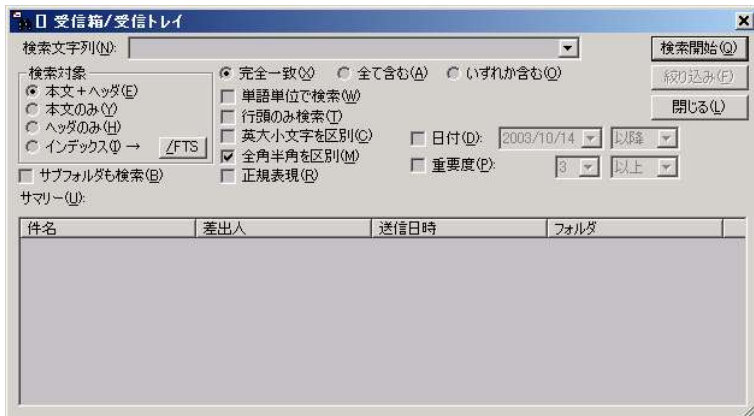 受信箱/受信トレイ
検索文字列(N):
検索開始(Q)
検索対象
完全一致(X) 全て含む(A) いずれか含む(O)
絞り込み(F)
本文+ヘッダ(E)
単語単位で検索(W)
本文のみ(Y)
行頭のみ検索(T)
閉じる(L)
ヘッダのみ(H)
英大小文字を区別(C)
日付(D): 2003/10/14 以降
インデックス(I) → /FTS
全角半角を区別(M)
重要度(P): 3 以上
サブフォルダも検索(B)
正規表現(R)
サマリー(U):
件名 差出人 送信日時 フォルダ